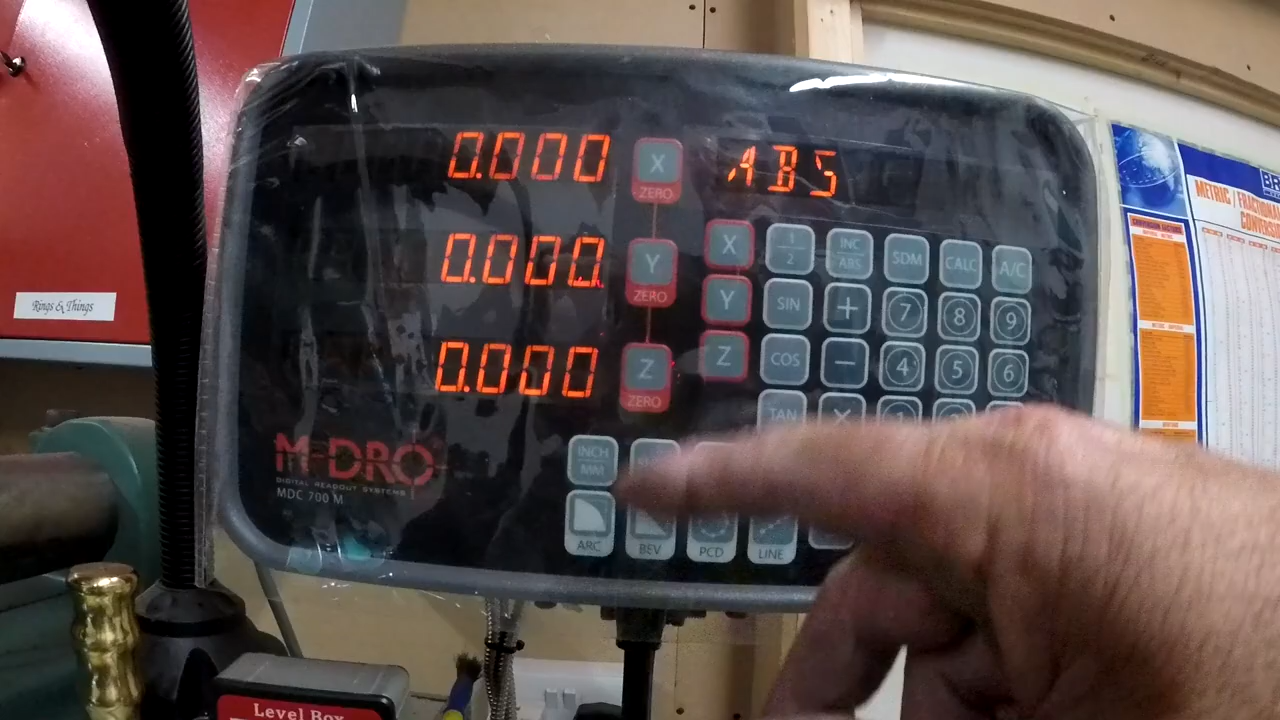 0.000
X
ZERO
ABS
0.000
Y
ZERO
0.000
Z
ZERO
X
1/2
INC
ABS
SDM
CALC
A/C
Y
SIN
+
7
8
9
Z
COS
−
4
5
6
TAN
×
INCH
MM
ARC
BEV
PCD
LINE
M-DRO
DIGITAL READOUT SYSTEMS
MDC 700 M
Rings & Things
Level Box
METRIC / FRACTIONA
CONVERSI